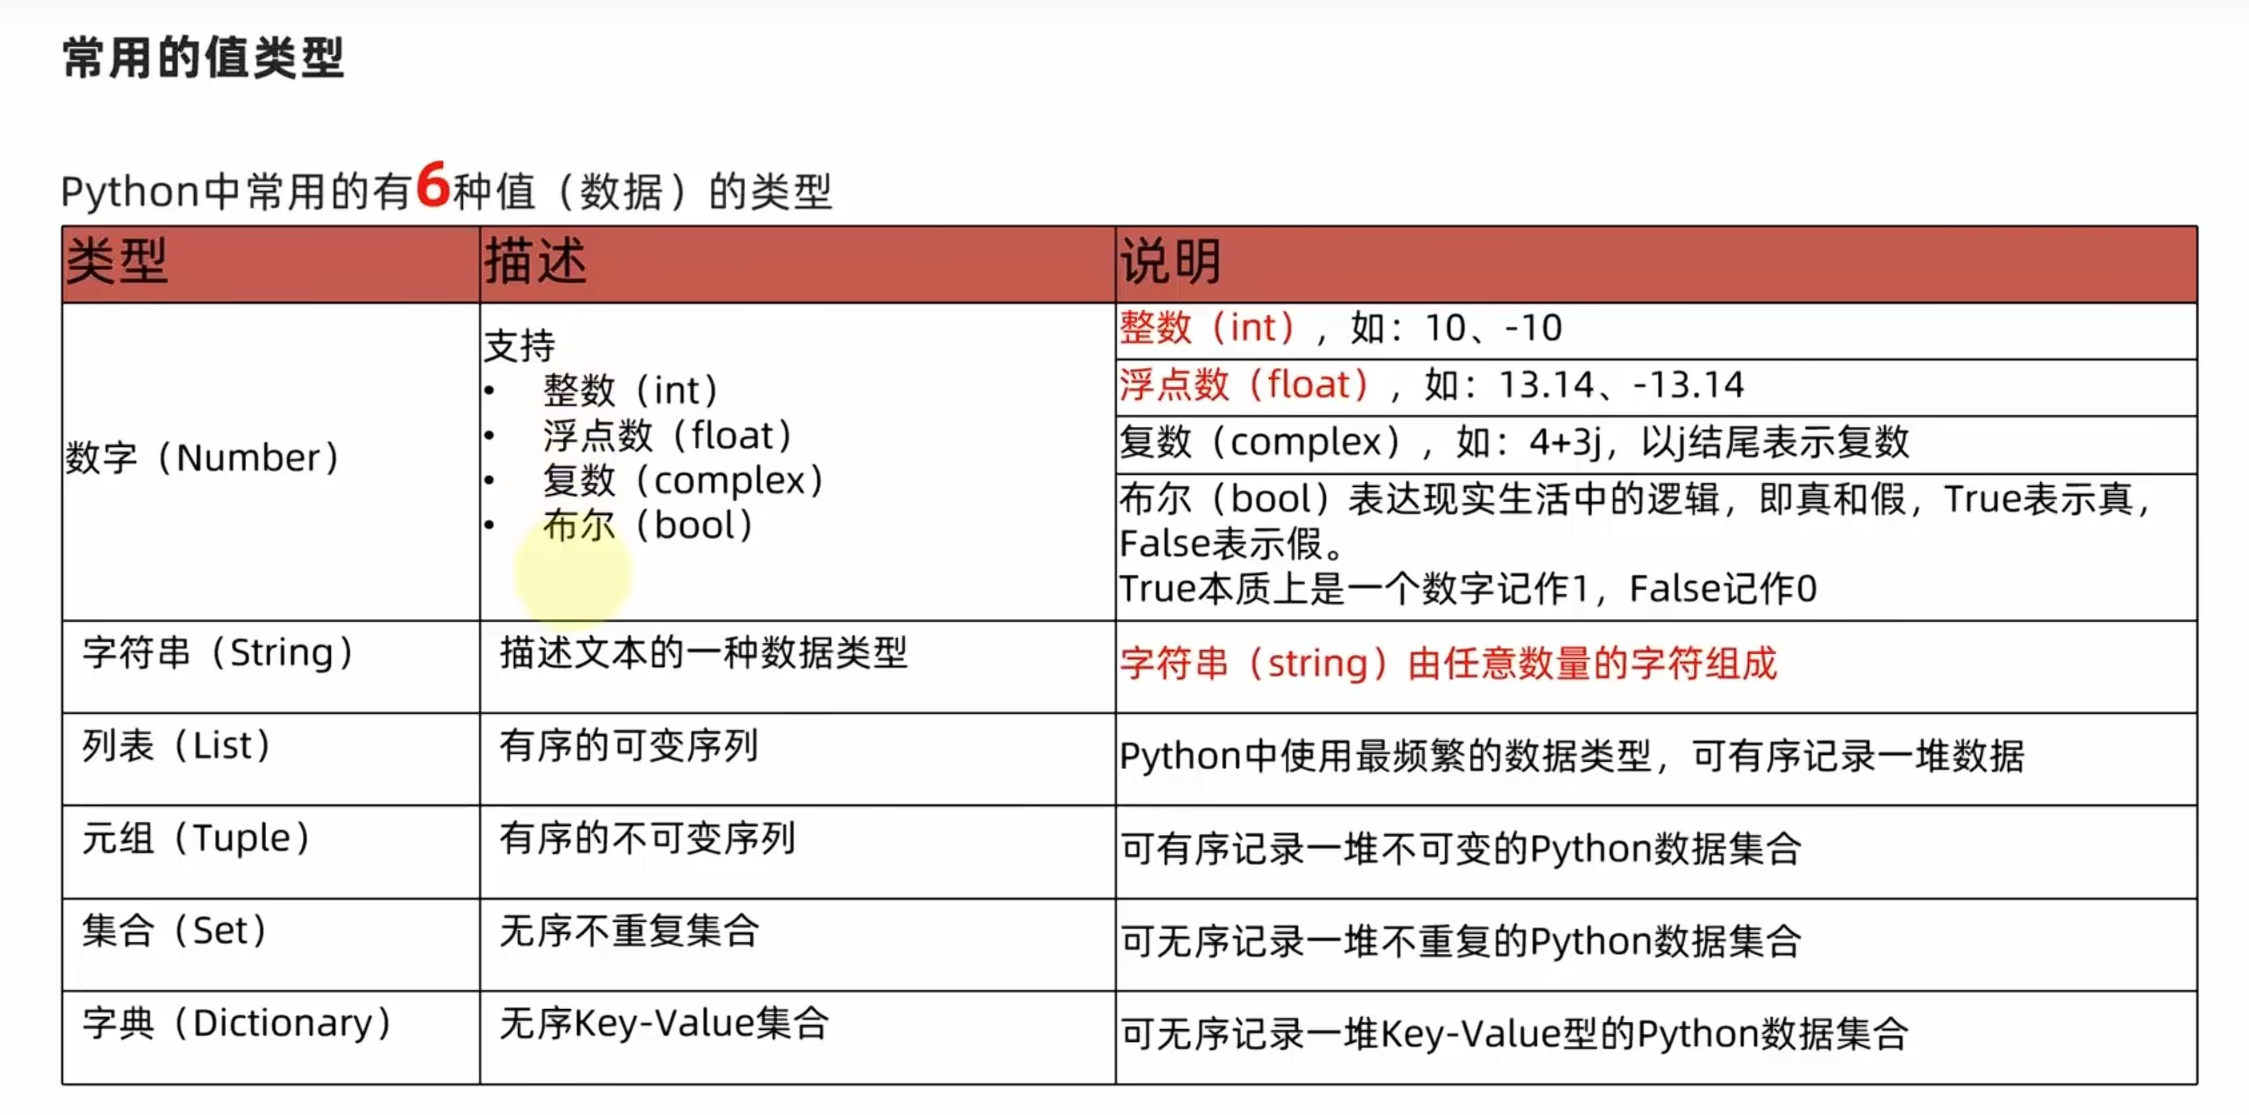 常用的值类型
Python中常用的有6种值（数据）的类型
类型 描述 说明
数字（Number）
支持
• 整数（int）
• 浮点数（float）
• 复数（complex）
• 布尔（bool）
整数（int），如：10、-10
浮点数（float），如：13.14、-13.14
复数（complex），如：4+3j，以j结尾表示复数
布尔（bool）表达现实生活中的逻辑，即真和假，True表示真，
False表示假。
True本质上是一个数字记作1，False记作0
字符串（String） 描述文本的一种数据类型 字符串（string）由任意数量的字符组成
列表（List） 有序的可变序列 Python中使用最频繁的数据类型，可有序记录一堆数据
元组（Tuple） 有序的不可变序列 可有序记录一堆不可变的Python数据集合
集合（Set） 无序不重复集合 可无序记录一堆不重复的Python数据集合
字典（Dictionary） 无序Key-Value集合 可无序记录一堆Key-Value型的Python数据集合